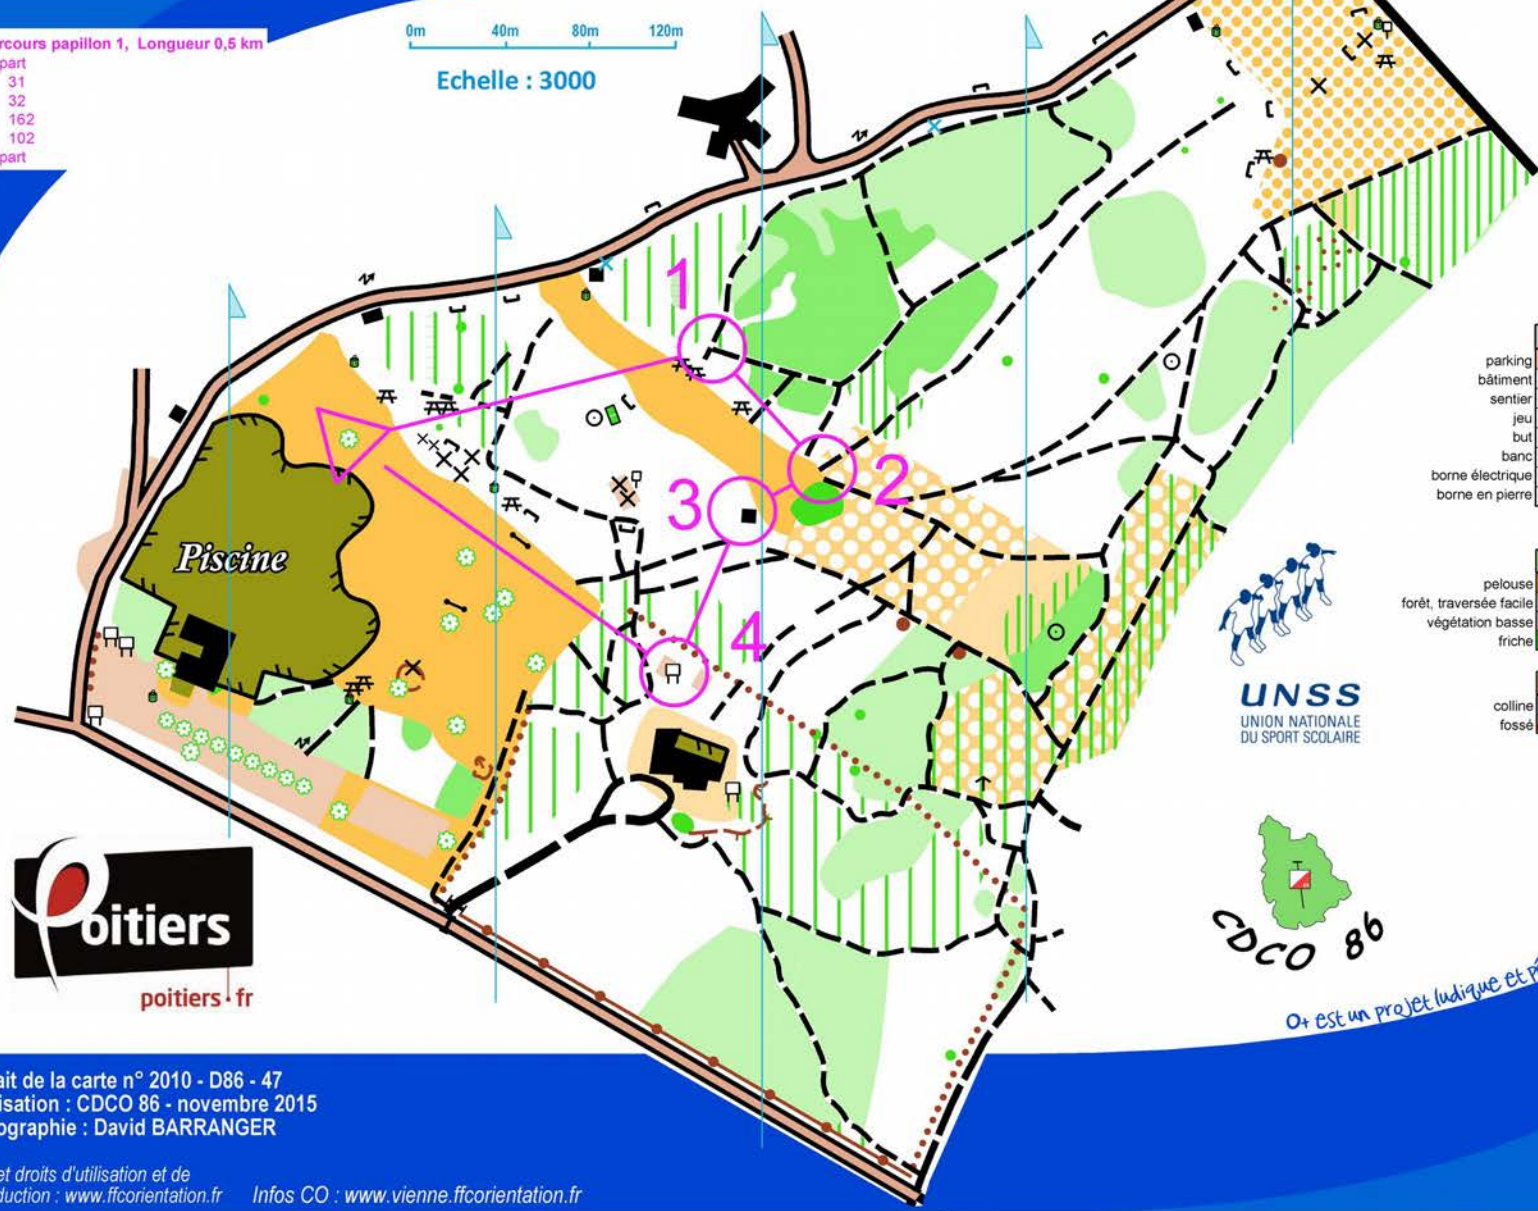 rcours papillon 1, Longueur 0,5 km
part
31
32
162
102
part
0m 40m 80m 120m
Echelle : 3000
1
2
3
4
Piscine
parking
bâtiment
sentier
jeu
but
banc
borne électrique
borne en pierre
pelouse
forêt, traversée facile
végétation basse
friche
colline
fossé
UNSS
UNION NATIONALE
DU SPORT SCOLAIRE
CDCO 86
O+ est un projet ludique et
Poitiers
poitiers.fr
ait de la carte n° 2010 - D86 - 47
isation : CDCO 86 - novembre 2015
ographie : David BARRANGER
et droits d'utilisation et de
duction : www.ffcorientation.fr
Infos CO : www.vienne.ffcorientation.fr